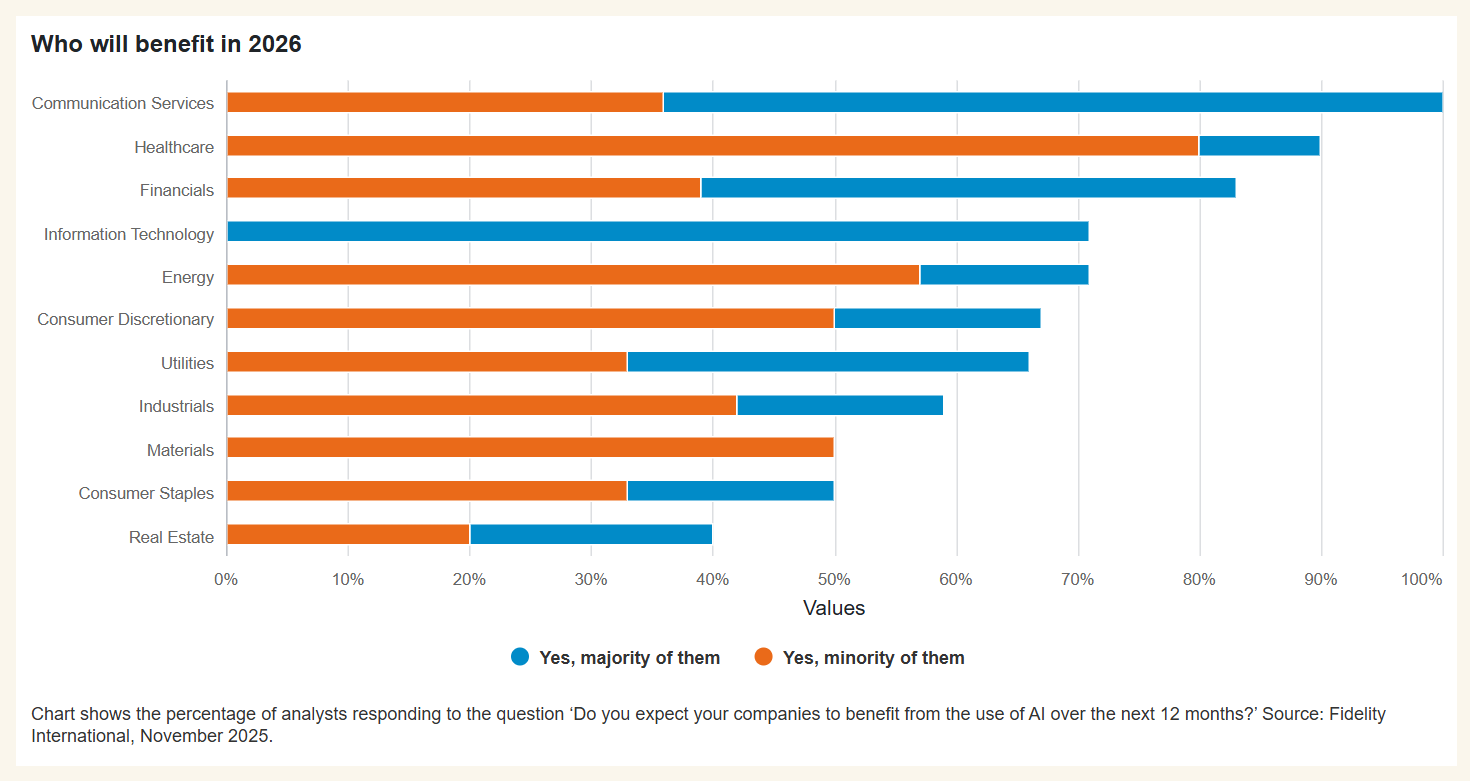 Who will benefit in 2026
Communication Services
Healthcare
Financials
Information Technology
Energy
Consumer Discretionary
Utilities
Industrials
Materials
Consumer Staples
Real Estate
0% 10% 20% 30% 40% 50% 60% 70% 80% 90% 100%
Values
Yes, majority of them Yes, minority of them
Chart shows the percentage of analysts responding to the question ‘Do you expect your companies to benefit from the use of AI over the next 12 months?’ Source: Fidelity
International, November 2025.